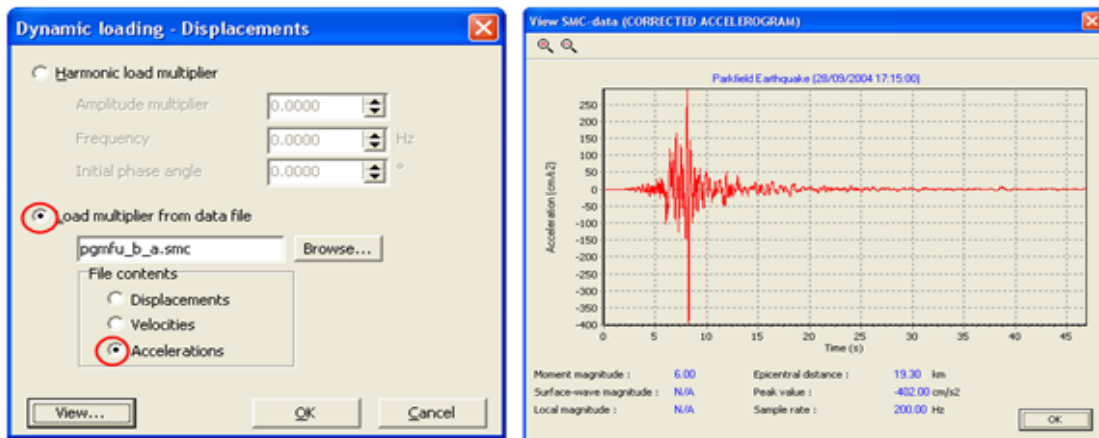 Dynamic loading - Displacements
Harmonic load multiplier
Amplitude multiplier 0.0000
Frequency 0.0000 Hz
Initial phase angle 0.0000 °
Load multiplier from data file
pgmfu_b_a.smc Browse...
File contents
Displacements
Velocities
Accelerations
View... OK Cancel
View SMC-data (CORRECTED ACCELEROGRAM)
Parkfield Earthquake (28/09/2004 17:15:00)
Acceleration (cm/s2)
250
200
150
100
50
0
-50
-100
-150
-200
-250
-300
-350
-400
0 5 10 15 20 25 30 35 40 45
Time (s)
Moment magnitude : 6.00 Epicentral distance : 19.30 km
Surface-wave magnitude : N/A Peak value : -402.00 cm/s2
Local magnitude : N/A Sample rate : 200.00 Hz
OK